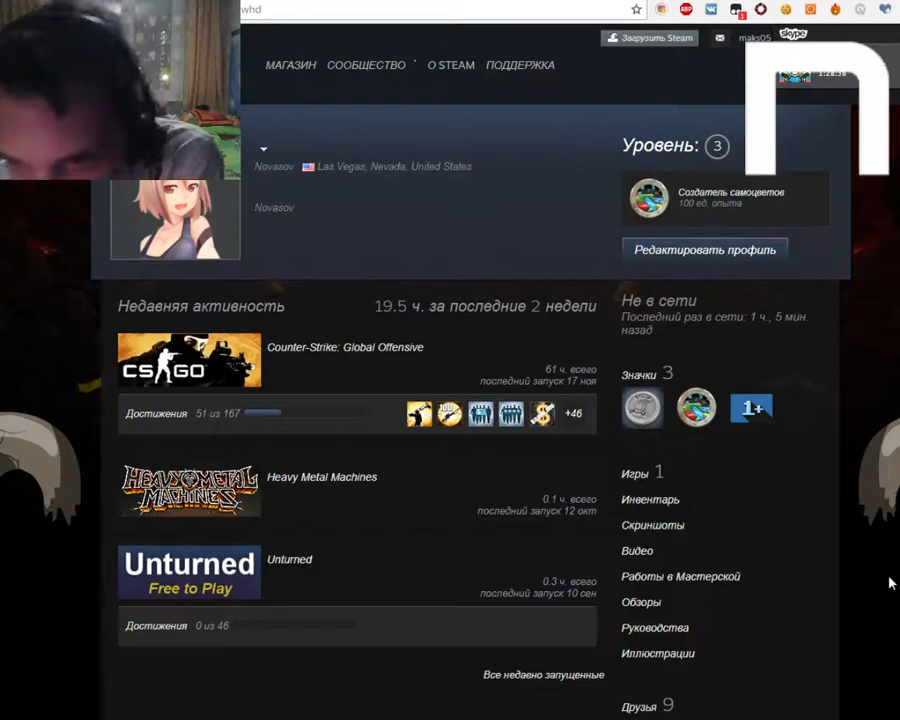 whd
ABP
1
Загрузить Steam
maks05
skype
МАГАЗИН СООБЩЕСТВО О STEAM ПОДДЕРЖКА
п
Novasov Las Vegas, Nevada, United States
Novasov
Уровень: 3
Создатель самоцветов
100 ед. опыта
Редактировать профиль
Недавняя активность 19.5 ч. за последние 2 недели
CS GO
Counter-Strike: Global Offensive
61 ч. всего
последний запуск 17 ноя
Достижения 51 из 167
100
$
+46
HEAVY METAL MACHINES
Heavy Metal Machines
0.1 ч. всего
последний запуск 12 окт
Unturned
Free to Play
Unturned
0.3 ч. всего
последний запуск 10 сен
Достижения 0 из 46
Все недавно запущенные
Не в сети
Последний раз в сети: 1 ч., 5 мин.
назад
Значки 3
1+
Игры 1
Инвентарь
Скриншоты
Видео
Работы в Мастерской
Обзоры
Руководства
Иллюстрации
Друзья 9